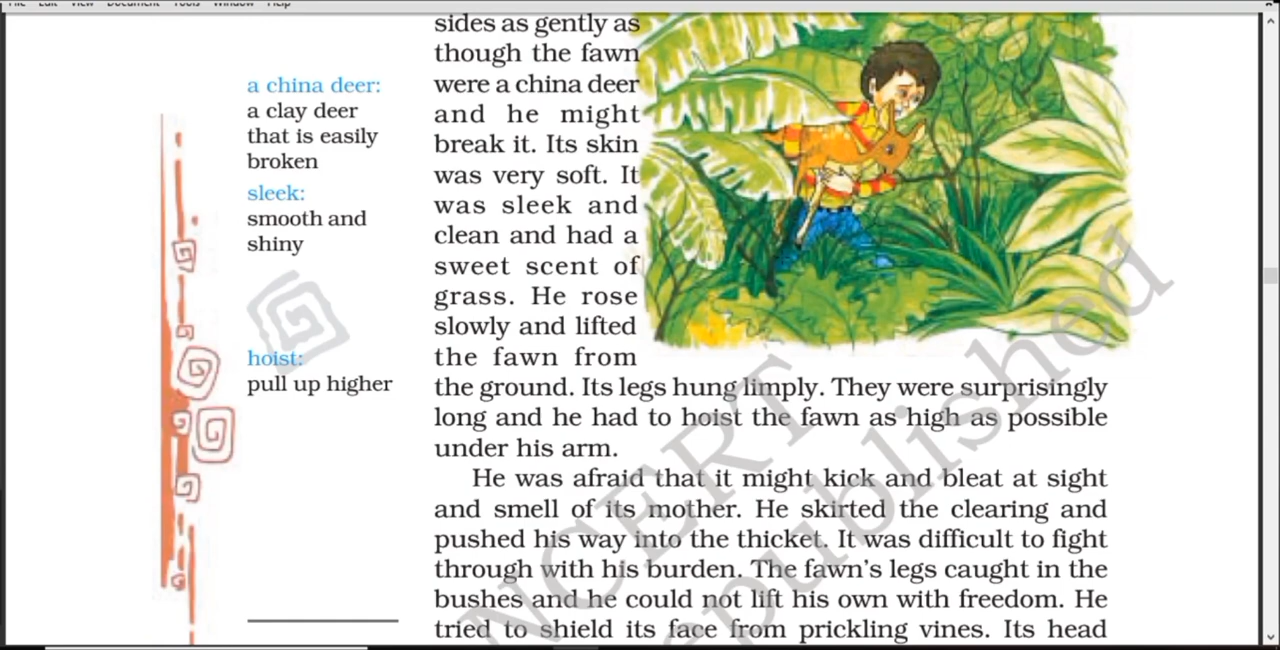 a china deer:
a clay deer
that is easily
broken
sleek:
smooth and
shiny
hoist:
pull up higher
sides as gently as
though the fawn
were a china deer
and he might
break it. Its skin
was very soft. It
was sleek and
clean and had a
sweet scent of
grass. He rose
slowly and lifted
the fawn from
the ground. Its legs hung limply. They were surprisingly
long and he had to hoist the fawn as high as possible
under his arm.
He was afraid that it might kick and bleat at sight
and smell of its mother. He skirted the clearing and
pushed his way into the thicket. It was difficult to fight
through with his burden. The fawn's legs caught in the
bushes and he could not lift his own with freedom. He
tried to shield its face from prickling vines. Its head
NCERT
republished